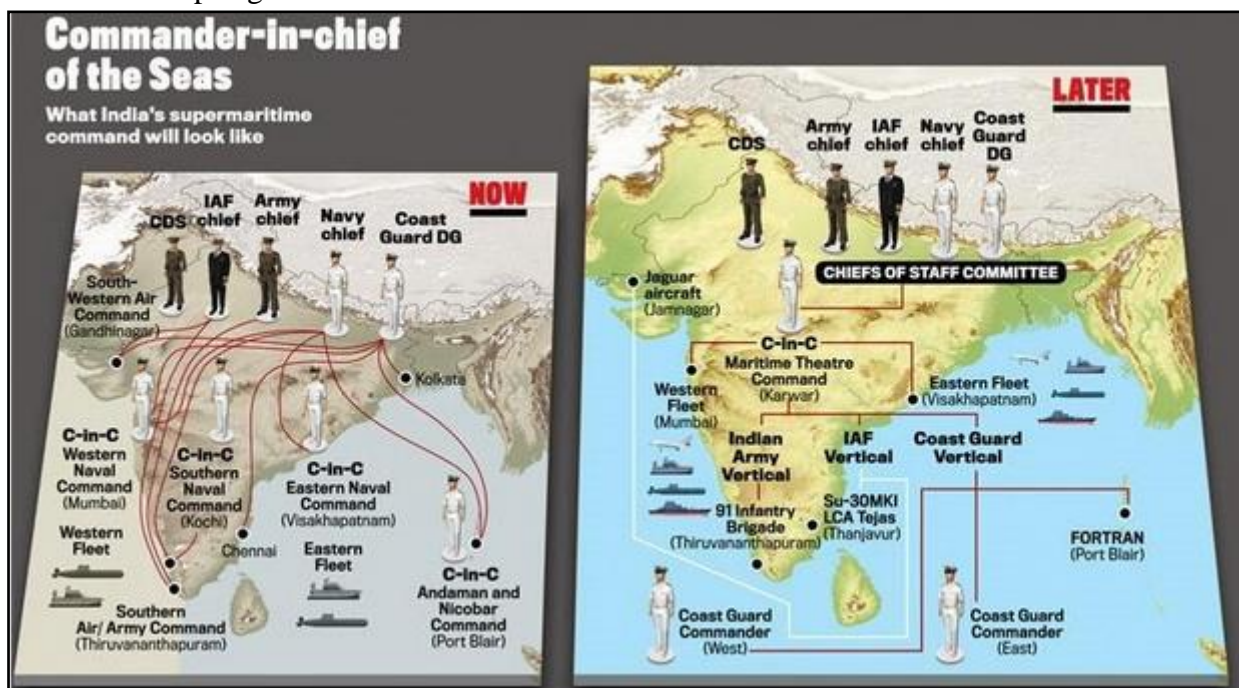 Commander-in-chief
of the Seas
What India's supermaritime
command will look like
NOW
CDS
IAF
chief
Army
chief
Navy
chief
Coast
Guard DG
South-
Western Air
Command
(Gandhinagar)
Kolkata
C-in-C
Western
Naval
Command
(Mumbai)
C-in-C
Southern
Naval
Command
(Kochi)
C-in-C
Eastern Naval
Command
(Visakhapatnam)
Western
Fleet
Chennai
Eastern
Fleet
C-in-C
Andaman and
Nicobar
Command
(Port Blair)
Southern
Air/ Army Command
(Thiruvananthapuram)
LATER
CDS
Army
chief
IAF
chief
Navy
chief
Coast
Guard
DG
CHIEFS OF STAFF COMMITTEE
Jaguar
aircraft
(Jamnagar)
C-in-C
Maritime Theatre
Command
(Karwar)
Western
Fleet
(Mumbai)
Eastern Fleet
(Visakhapatnam)
Indian
Army
Vertical
IAF
Vertical
Coast Guard
Vertical
91 Infantry
Brigade
(Thiruvananthapuram)
Su-30MKI
LCA Tejas
(Thanjavur)
FORTRAN
(Port Blair)
Coast Guard
Commander
(West)
Coast Guard
Commander
(East)